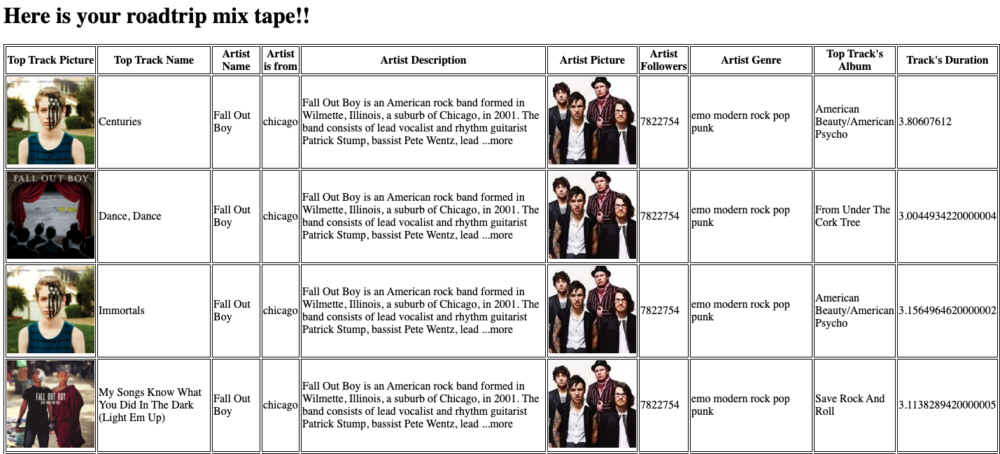 Here is your roadtrip mix tape!!
Top Track Picture
Top Track Name
Artist
Name
Artist
is from
Artist Description
Artist Picture
Artist
Followers
Artist Genre
Top Track's
Album
Track's Duration
Centuries
Fall Out
Boy
chicago
Fall Out Boy is an American rock band formed in
Wilmette, Illinois, a suburb of Chicago, in 2001. The
band consists of lead vocalist and rhythm guitarist
Patrick Stump, bassist Pete Wentz, lead ...more
7822754
emo modern rock pop
punk
American
Beauty/American
Psycho
3.80607612
FALL OUT BOY
Dance, Dance
Fall Out
Boy
chicago
Fall Out Boy is an American rock band formed in
Wilmette, Illinois, a suburb of Chicago, in 2001. The
band consists of lead vocalist and rhythm guitarist
Patrick Stump, bassist Pete Wentz, lead ...more
7822754
emo modern rock pop
punk
From Under The
Cork Tree
3.0044934220000004
Immortals
Fall Out
Boy
chicago
Fall Out Boy is an American rock band formed in
Wilmette, Illinois, a suburb of Chicago, in 2001. The
band consists of lead vocalist and rhythm guitarist
Patrick Stump, bassist Pete Wentz, lead ...more
7822754
emo modern rock pop
punk
American
Beauty/American
Psycho
3.1564964620000002
FALL OUT BOY
SAVE ROCK AND ROLL
My Songs Know What
You Did In The Dark
(Light Em Up)
Fall Out
Boy
chicago
Fall Out Boy is an American rock band formed in
Wilmette, Illinois, a suburb of Chicago, in 2001. The
band consists of lead vocalist and rhythm guitarist
Patrick Stump, bassist Pete Wentz, lead ...more
7822754
emo modern rock pop
punk
Save Rock And
Roll
3.1138289420000005